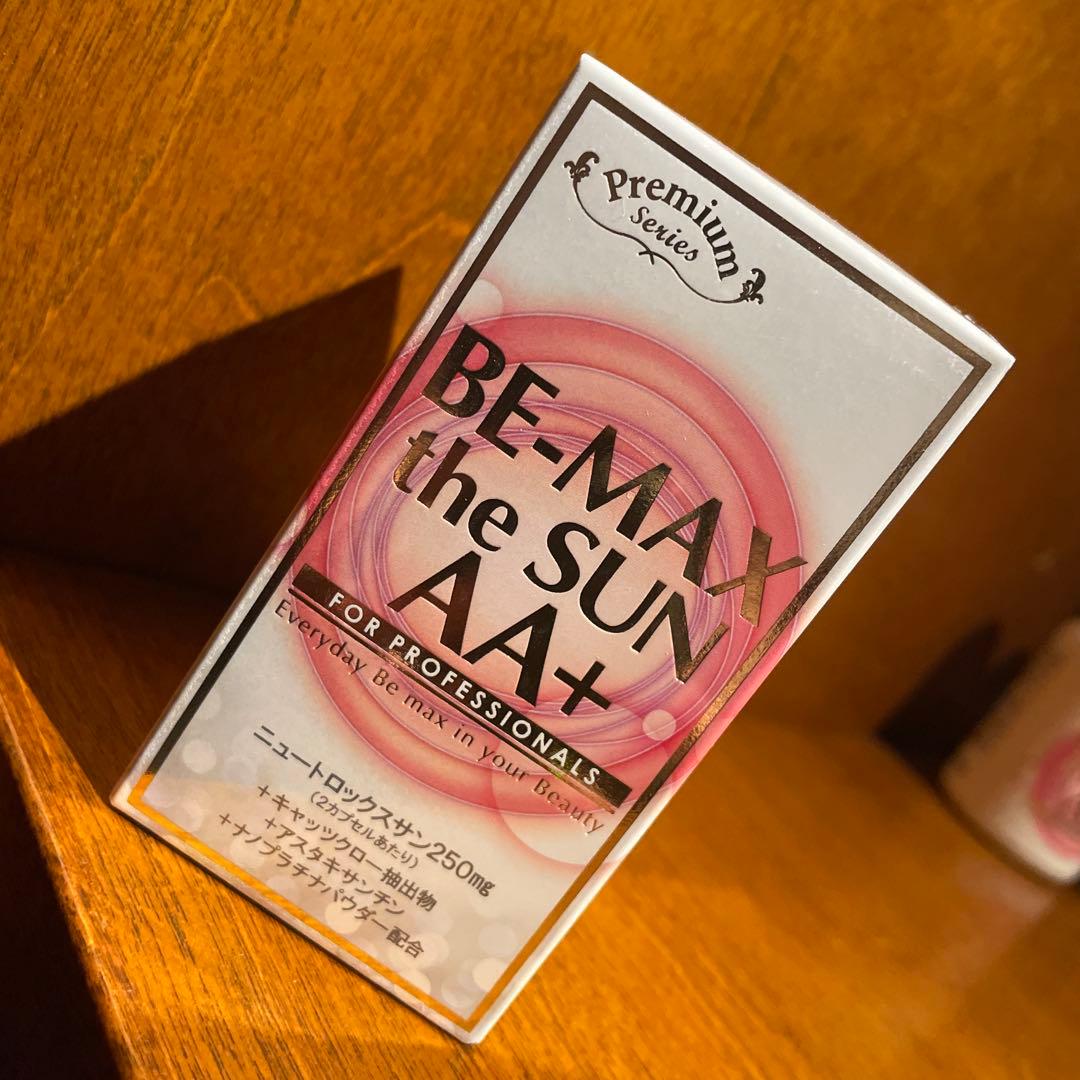 Premium
Series
BE-MAX
the SUN
AA+
FOR PROFESSIONALS
Everyday Be max in your Beauty
ニュートロックスサン250mg
(2カプセルあたり)
+キャッツクロー抽出物
+アスタキサンチン
+ナノプラチナパウダー配合